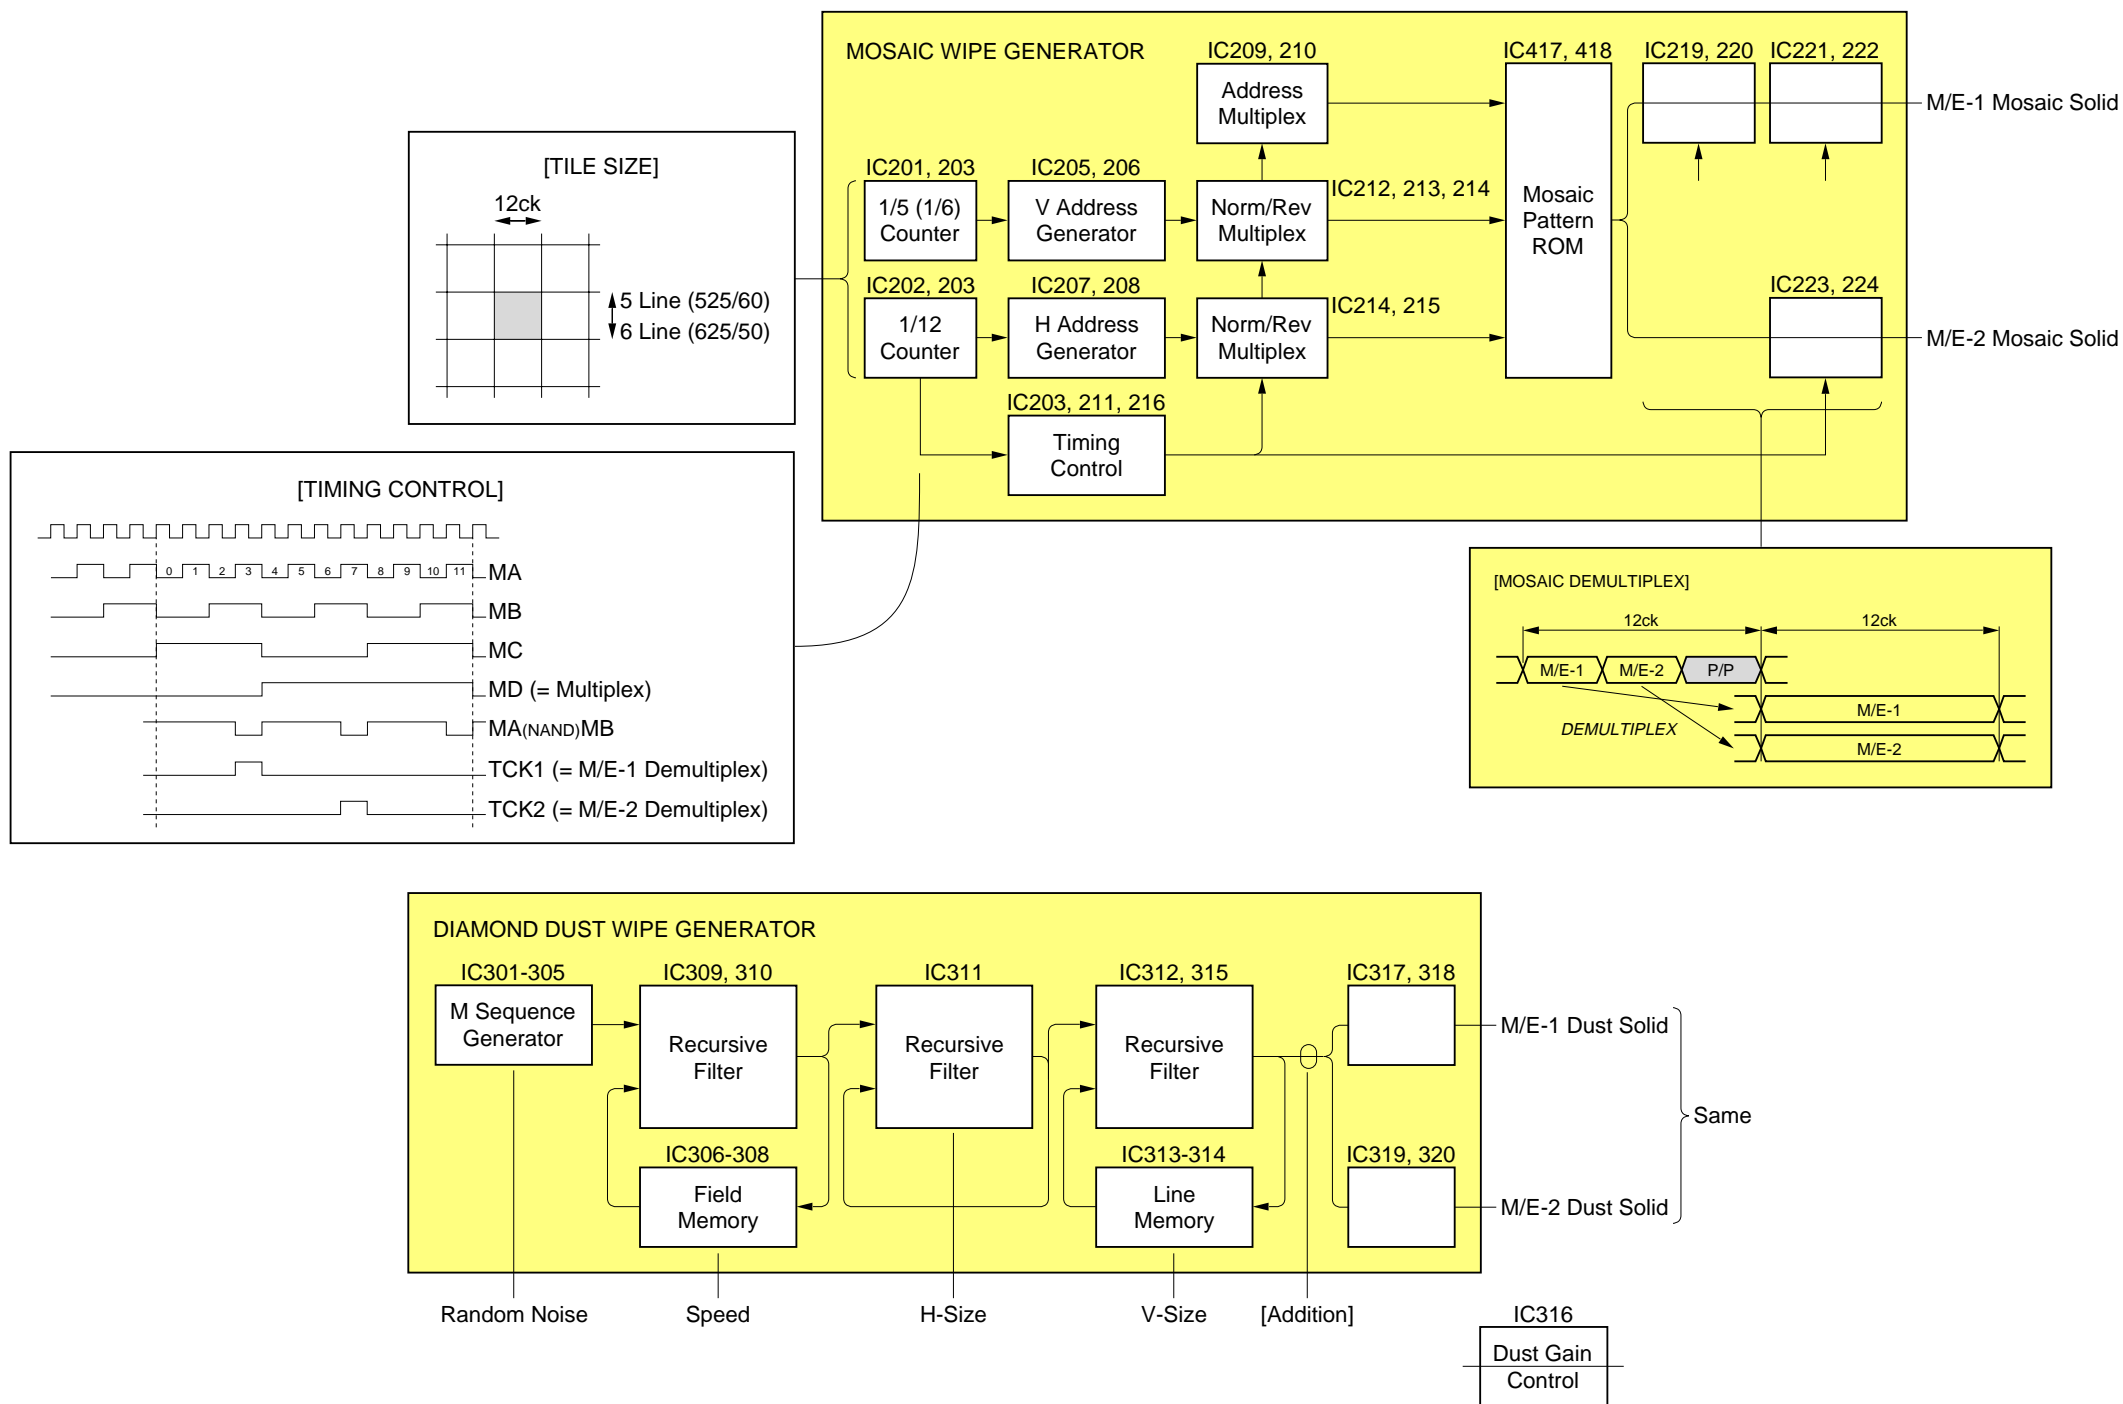 MOSAIC WIPE GENERATOR
IC209, 210
Address
Multiplex
IC417, 418
Mosaic
Pattern
ROM
IC219, 220
IC221, 222
M/E-1 Mosaic Solid
[TILE SIZE]
12ck
5 Line (525/60)
6 Line (625/50)
IC201, 203
1/5 (1/6)
Counter
IC205, 206
V Address
Generator
Norm/Rev
Multiplex
IC212, 213, 214
IC202, 203
1/12
Counter
IC207, 208
H Address
Generator
Norm/Rev
Multiplex
IC214, 215
IC223, 224
M/E-2 Mosaic Solid
IC203, 211, 216
Timing
Control
[TIMING CONTROL]
0 1 2 3 4 5 6 7 8 9 10 11
MA
MB
MC
MD (= Multiplex)
MA(NAND)MB
TCK1 (= M/E-1 Demultiplex)
TCK2 (= M/E-2 Demultiplex)
[MOSAIC DEMULTIPLEX]
12ck 12ck
M/E-1 M/E-2 P/P
M/E-1
DEMULTIPLEX
M/E-2
DIAMOND DUST WIPE GENERATOR
IC301-305
M Sequence
Generator
IC309, 310
Recursive
Filter
IC311
Recursive
Filter
IC312, 315
Recursive
Filter
IC317, 318
M/E-1 Dust Solid
Same
IC306-308
Field
Memory
IC313-314
Line
Memory
IC319, 320
M/E-2 Dust Solid
Random Noise
Speed
H-Size
V-Size
[Addition]
IC316
Dust Gain
Control